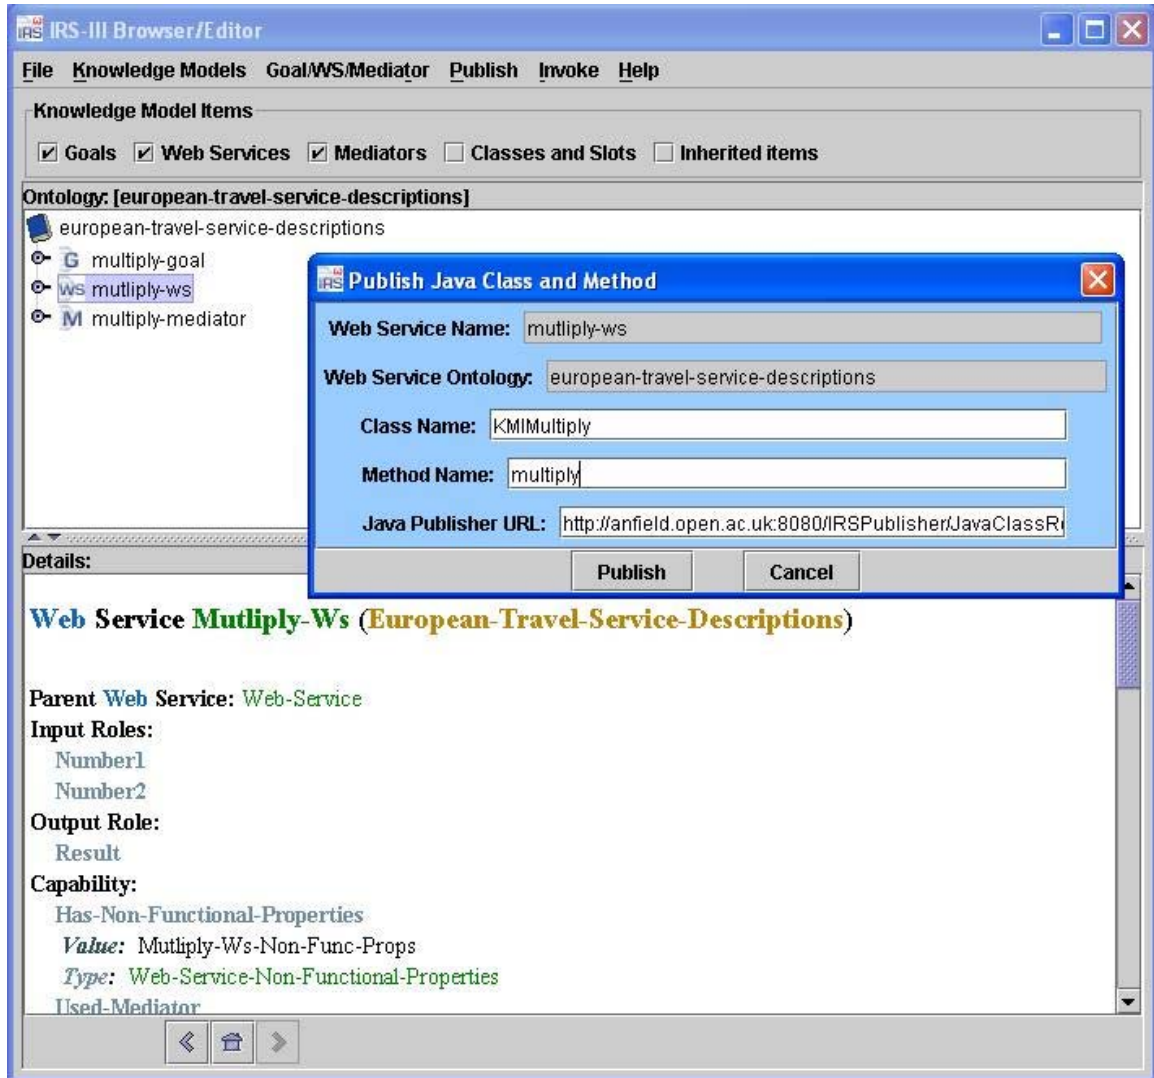 IRS IRS-III Browser/Editor
File Knowledge Models Goal/WS/Mediator Publish Invoke Help
Knowledge Model Items
Goals Web Services Mediators Classes and Slots Inherited items
Ontology: [european-travel-service-descriptions]
european-travel-service-descriptions
G multiply-goal
WS mutliply-ws
M multiply-mediator
IRS Publish Java Class and Method
Web Service Name: mutliply-ws
Web Service Ontology: european-travel-service-descriptions
Class Name: KMIMultiply
Method Name: multiply
Java Publisher URL: http://anfield.open.ac.uk:8080/IRSPublisher/JavaClassR
Publish Cancel
Details:
Web Service Mutliply-Ws (European-Travel-Service-Descriptions)
Parent Web Service: Web-Service
Input Roles:
Number1
Number2
Output Role:
Result
Capability:
Has-Non-Functional-Properties
Value: Mutliply-Ws-Non-Func-Props
Type: Web-Service-Non-Functional-Properties
Used-Mediator